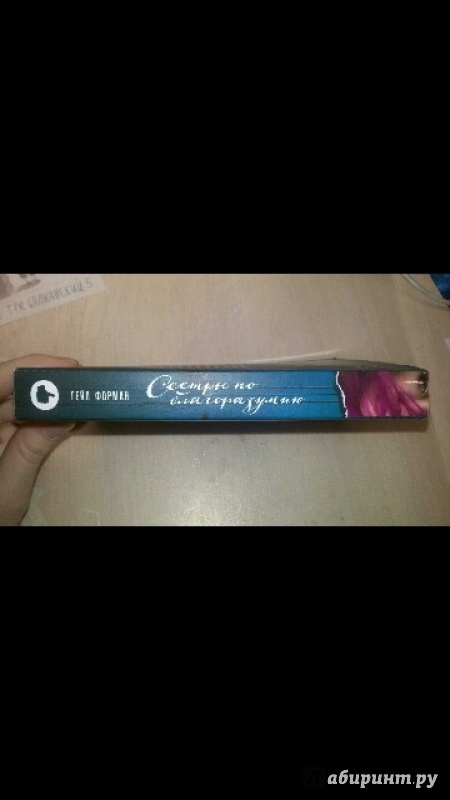 ГЕЙЛ ФОРМАН
Сестры по
благоразумию
абиринт.ру